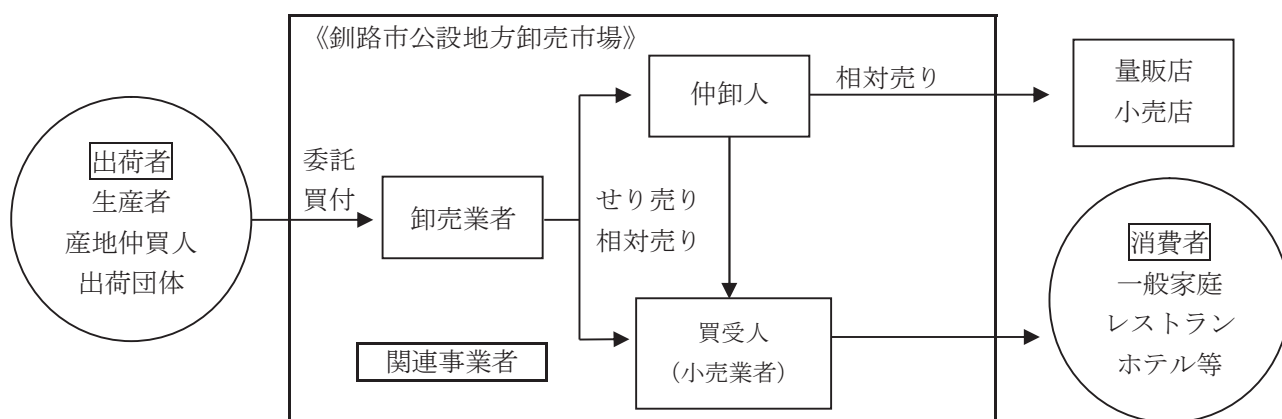 《釧路市公設地方卸売市場》
出荷者
生産者
産地仲買人
出荷団体
委託
買付
卸売業者
せり売り
相対売り
仲卸人
相対売り
量販店
小売店
買受人
（小売業者）
関連事業者
消費者
一般家庭
レストラン
ホテル等